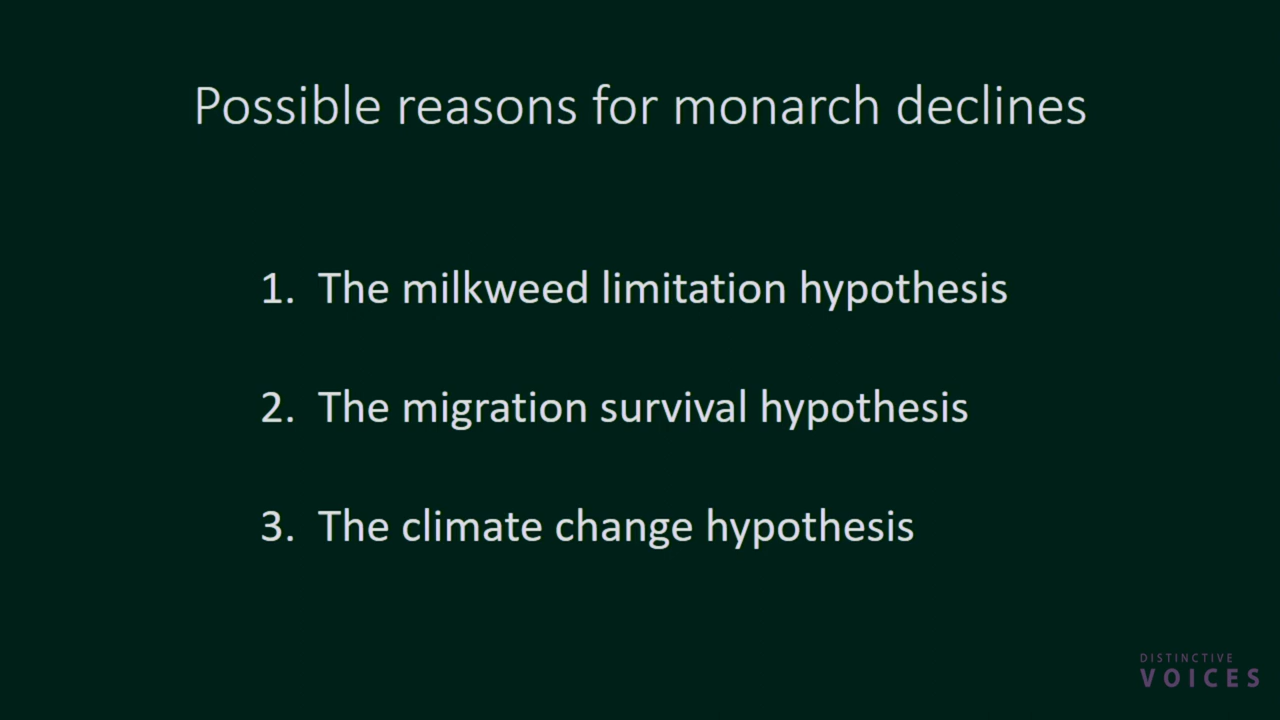 Possible reasons for monarch declines
1. The milkweed limitation hypothesis
2. The migration survival hypothesis
3. The climate change hypothesis
DISTINCTIVE
VOICES